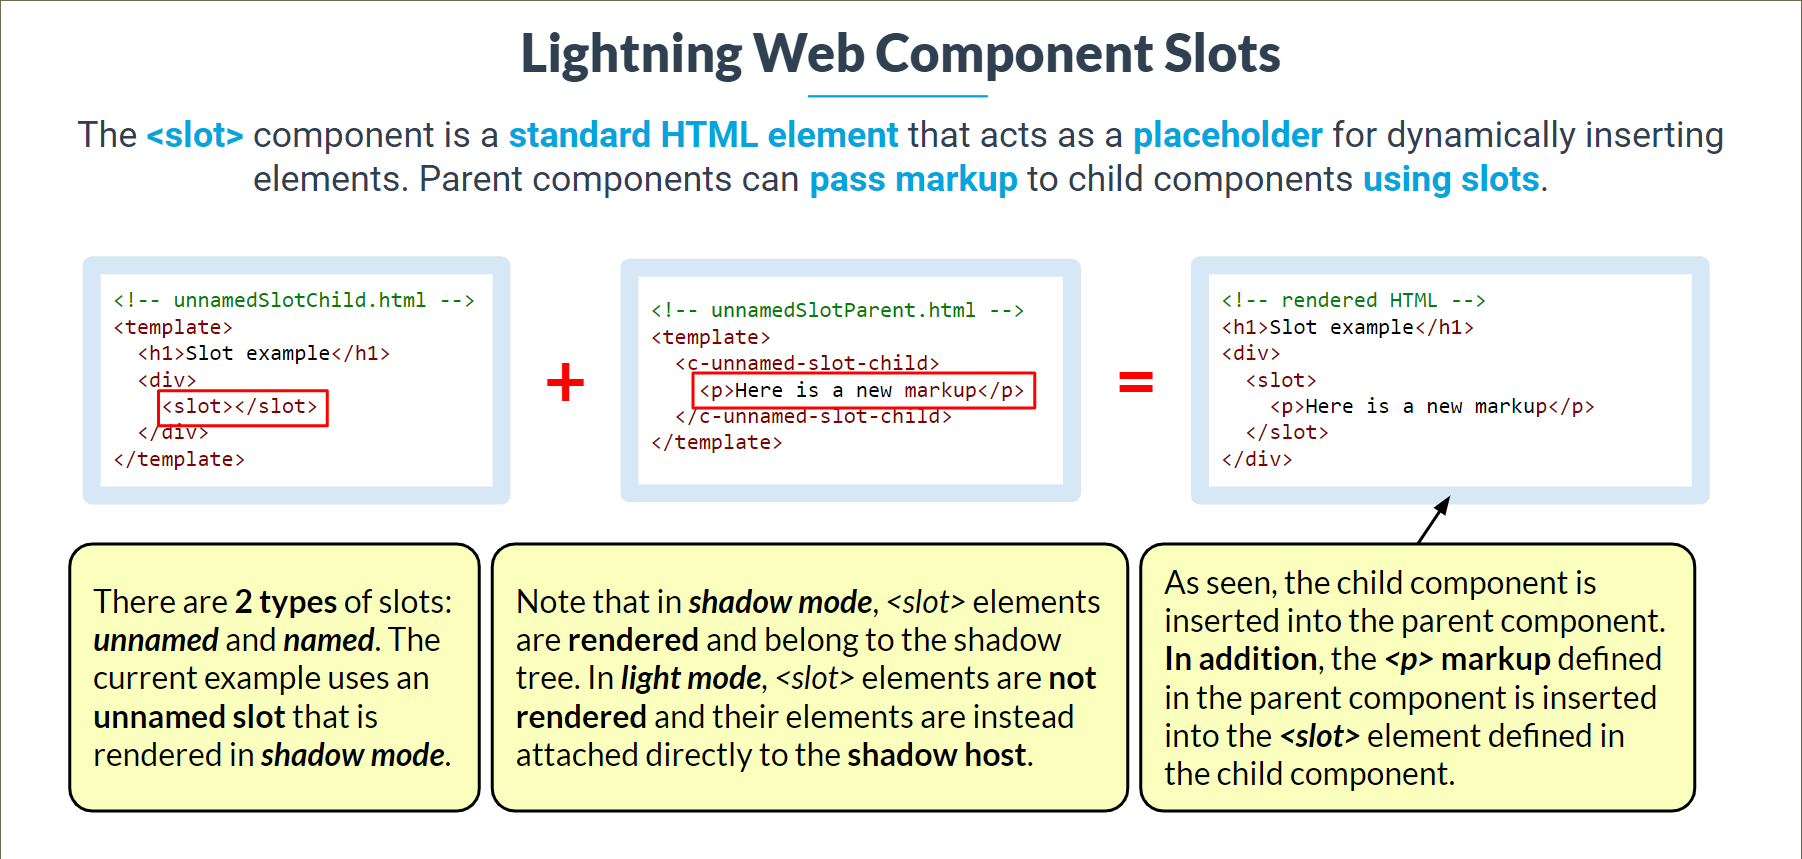 Lightning Web Component Slots
The <slot> component is a standard HTML element that acts as a placeholder for dynamically inserting
elements. Parent components can pass markup to child components using slots.
<!-- unnamedSlotChild.html -->
<template>
<h1>Slot example</h1>
<div>
<slot></slot>
</div>
</template>
+
<!-- unnamedSlotParent.html -->
<template>
<c-unnamed-slot-child>
<p>Here is a new markup</p>
</c-unnamed-slot-child>
</template>
=
<!-- rendered HTML -->
<h1>Slot example</h1>
<div>
<slot>
<p>Here is a new markup</p>
</slot>
</div>
There are 2 types of slots:
unnamed and named. The
current example uses an
unnamed slot that is
rendered in shadow mode.
Note that in shadow mode, <slot> elements
are rendered and belong to the shadow
tree. In light mode, <slot> elements are not
rendered and their elements are instead
attached directly to the shadow host.
As seen, the child component is
inserted into the parent component.
In addition, the <p> markup defined
in the parent component is inserted
into the <slot> element defined in
the child component.